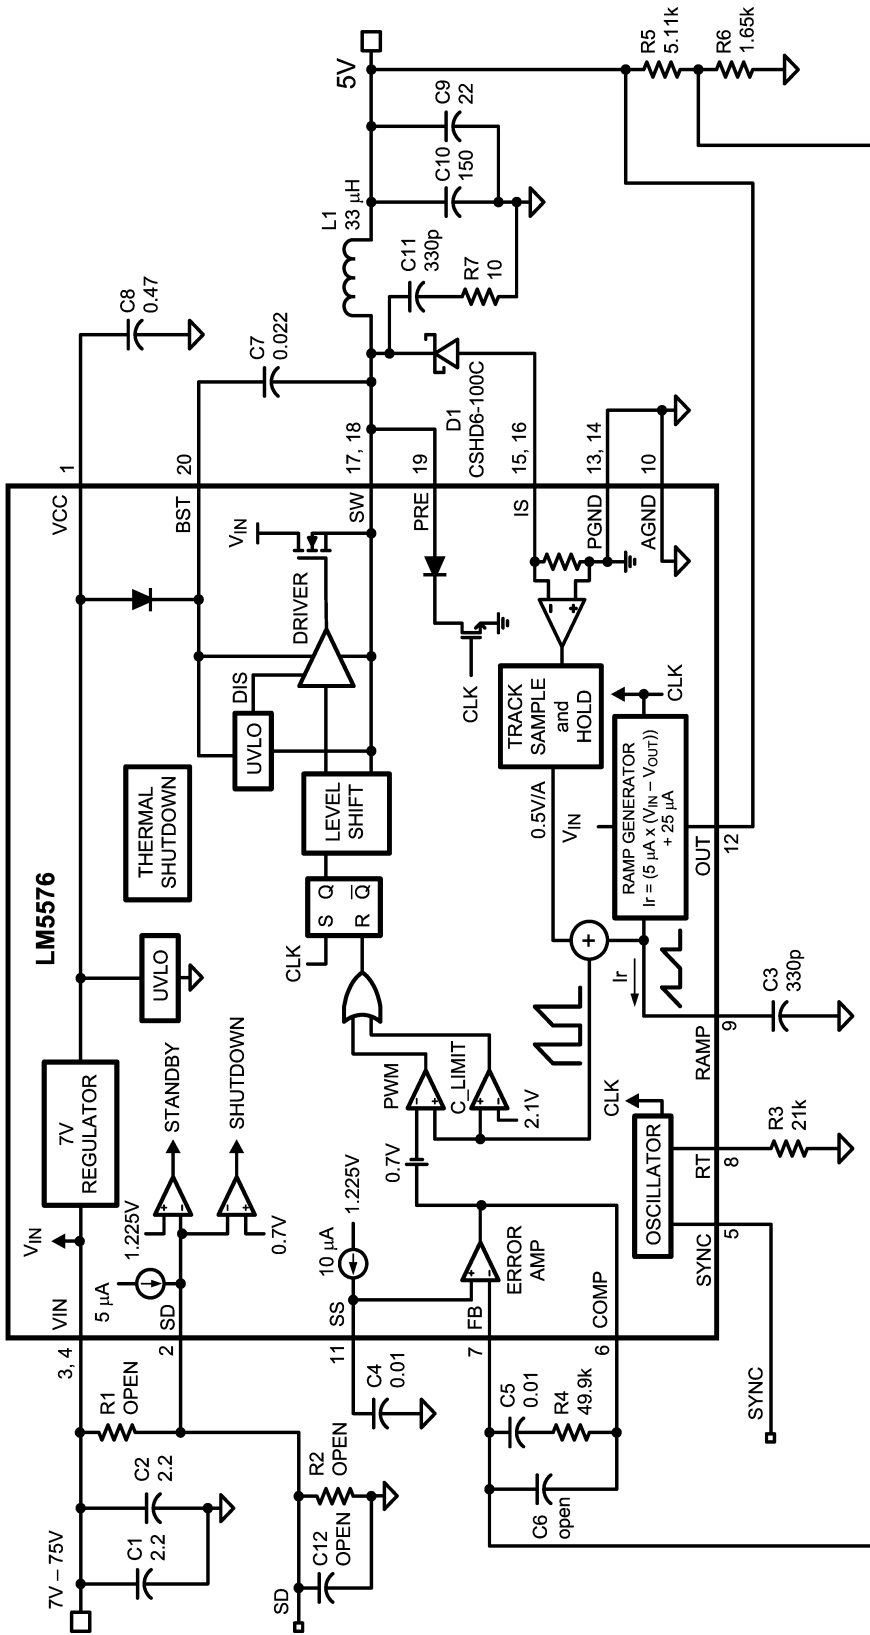 7V – 75V
C1
2.2
C2
2.2
R1
OPEN
SD
C12
OPEN
R2
OPEN
C4
0.01
C6
open
C5
0.01
R4
49.9k
SYNC
3, 4
VIN
2
SD
11
SS
7
FB
6
COMP
5
SYNC
8
RT
9
RAMP
12
OUT
LM5576
VIN
7V
REGULATOR
5 µA
1.225V
STANDBY
0.7V
SHUTDOWN
UVLO
THERMAL
SHUTDOWN
10 µA
1.225V
ERROR
AMP
0.7V
PWM
C_LIMIT
2.1V
CLK
S Q
R Q
LEVEL
SHIFT
UVLO
DIS
DRIVER
VIN
OSCILLATOR
CLK
Ir
0.5V/A
VIN
RAMP GENERATOR
Ir = (5 µA x (VIN – VOUT))
+ 25 µA
CLK
TRACK
SAMPLE
and
HOLD
CLK
VCC
1
BST
20
SW
17, 18
PRE
19
IS
15, 16
PGND
13, 14
AGND
10
R3
21k
C3
330p
C8
0.47
C7
0.022
D1
CSHD6-100C
L1
33 µH
C11
330p
R7
10
C10
150
C9
22
5V
R5
5.11k
R6
1.65k